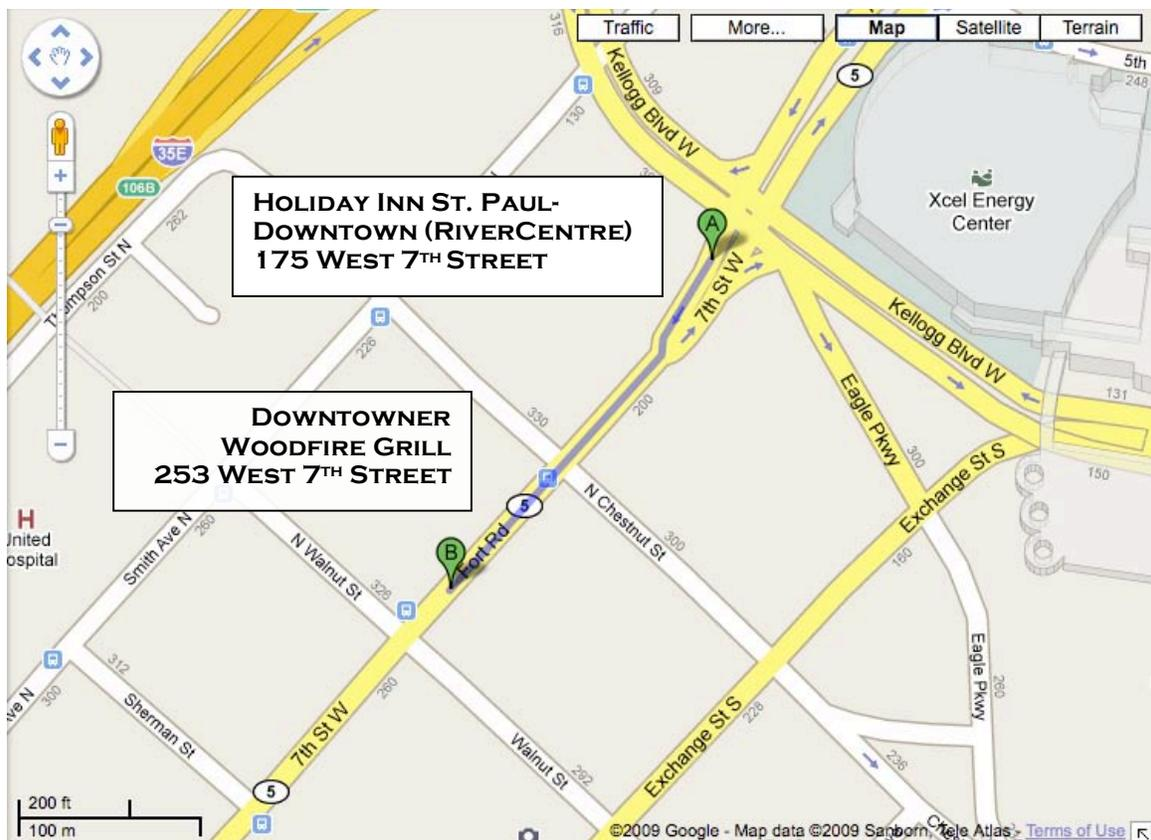 Traffic
More...
Map
Satellite
Terrain
316
Kellogg Blvd W
309
130
5
5th
248
35E
106B
262
Thompson St N
200
HOLIDAY INN ST. PAUL-
DOWNTOWN (RIVERCENTRE)
175 WEST 7TH STREET
A
7th St W
Xcel Energy
Center
Kellogg Blvd W
131
150
226
330
200
Eagle Pkwy
300
Exchange St S
160
DOWNTOWNER
WOODFIRE GRILL
253 WEST 7TH STREET
H
United
ospital
Smith Ave N
260
N Walnut St
326
5
Fort Rd
B
N Chestnut St
300
312
300
ve N
Sherman St
260
7th St W
5
Walnut St
292
Exchange St S
228
Eagle Pkwy
260
236
200 ft
100 m
©2009 Google - Map data ©2009 Sanborn, Tele Atlas - Terms of Use